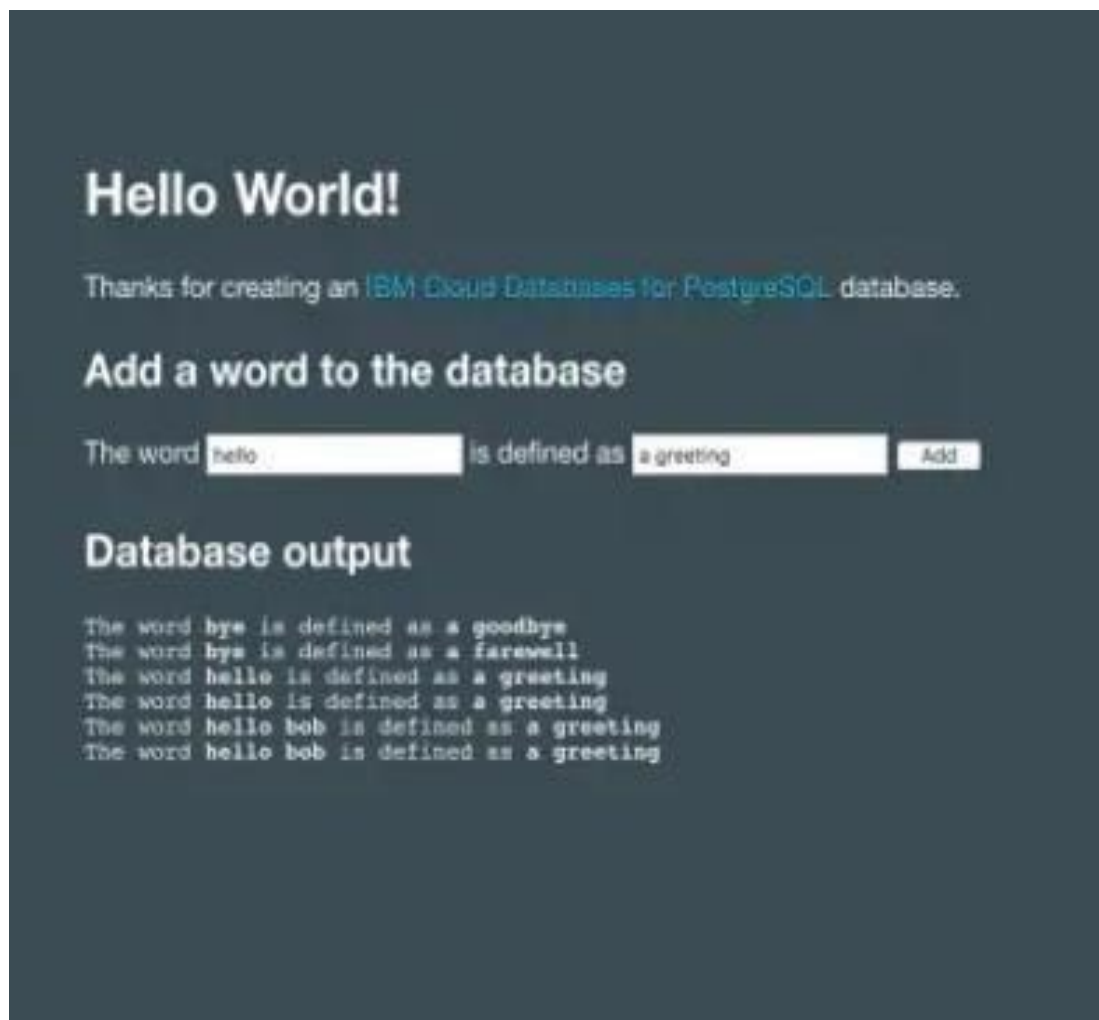 Hello World!
Thanks for creating an IBM Cloud Databases for PostgreSQL database.
Add a word to the database
The word hello is defined as a greeting Add
Database output
The word bye is defined as a goodbye
The word bye is defined as a farewell
The word hello is defined as a greeting
The word hello is defined as a greeting
The word hello bob is defined as a greeting
The word hello bob is defined as a greeting